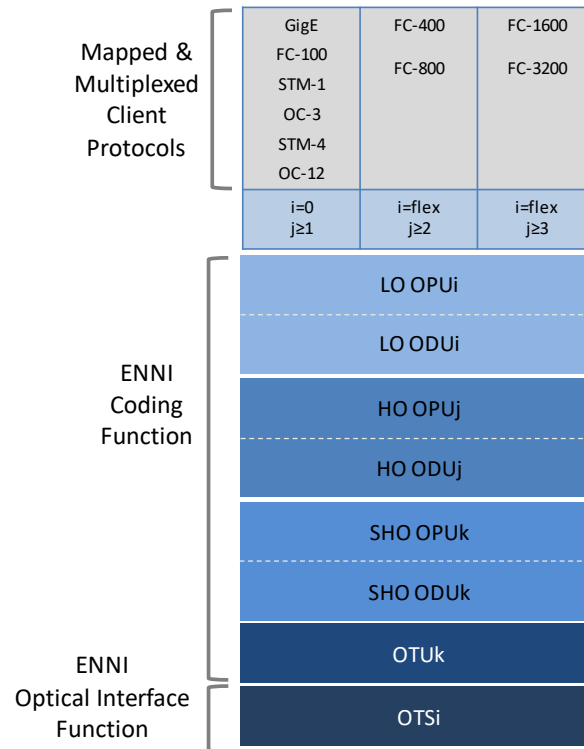 Mapped &
Multiplexed
Client
Protocols
GigE
FC-100
STM-1
OC-3
STM-4
OC-12
FC-400
FC-800
FC-1600
FC-3200
i=0
j≥1
i=flex
j≥2
i=flex
j≥3
ENNI
Coding
Function
LO OPUi
LO ODUi
HO OPUj
HO ODUj
SHO OPUk
SHO ODUk
OTUk
ENNI
Optical Interface
Function
OTSi